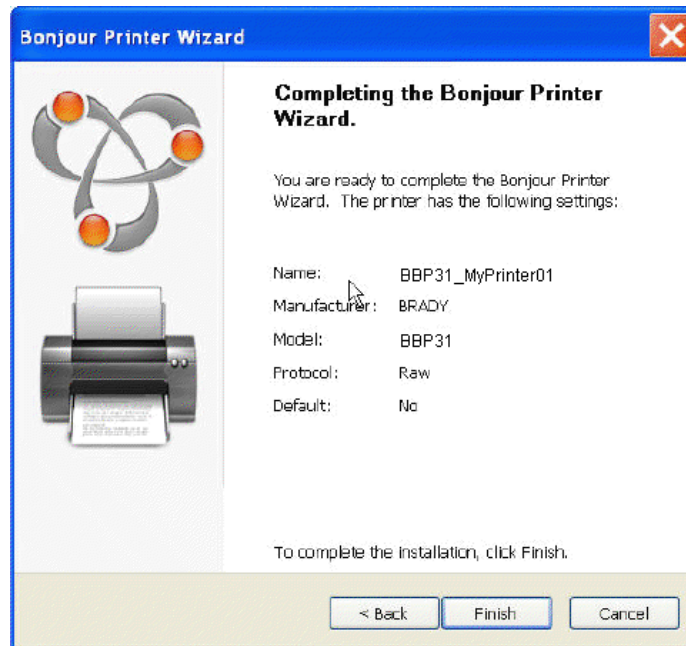 Bonjour Printer Wizard
Completing the Bonjour Printer
Wizard.
You are ready to complete the Bonjour Printer
Wizard. The printer has the following settings:
Name: BBP31_MyPrinter01
Manufacturer: BRADY
Model: BBP31
Protocol: Raw
Default: No
To complete the installation, click Finish.
< Back Finish Cancel